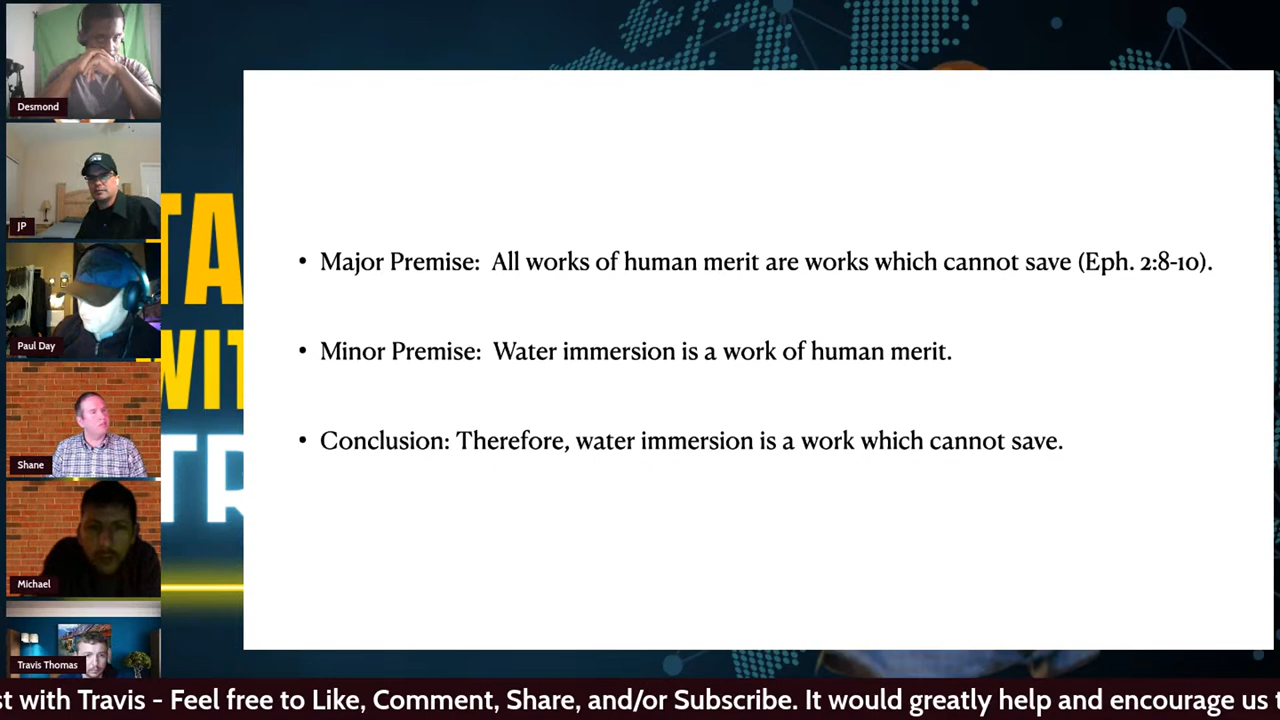 Desmond
JP
Paul Day
Shane
Michael
Travis Thomas
TA
WIT
TR
• Major Premise: All works of human merit are works which cannot save (Eph. 2:8-10).
• Minor Premise: Water immersion is a work of human merit.
• Conclusion: Therefore, water immersion is a work which cannot save.
st with Travis - Feel free to Like, Comment, Share, and/or Subscribe. It would greatly help and encourage us